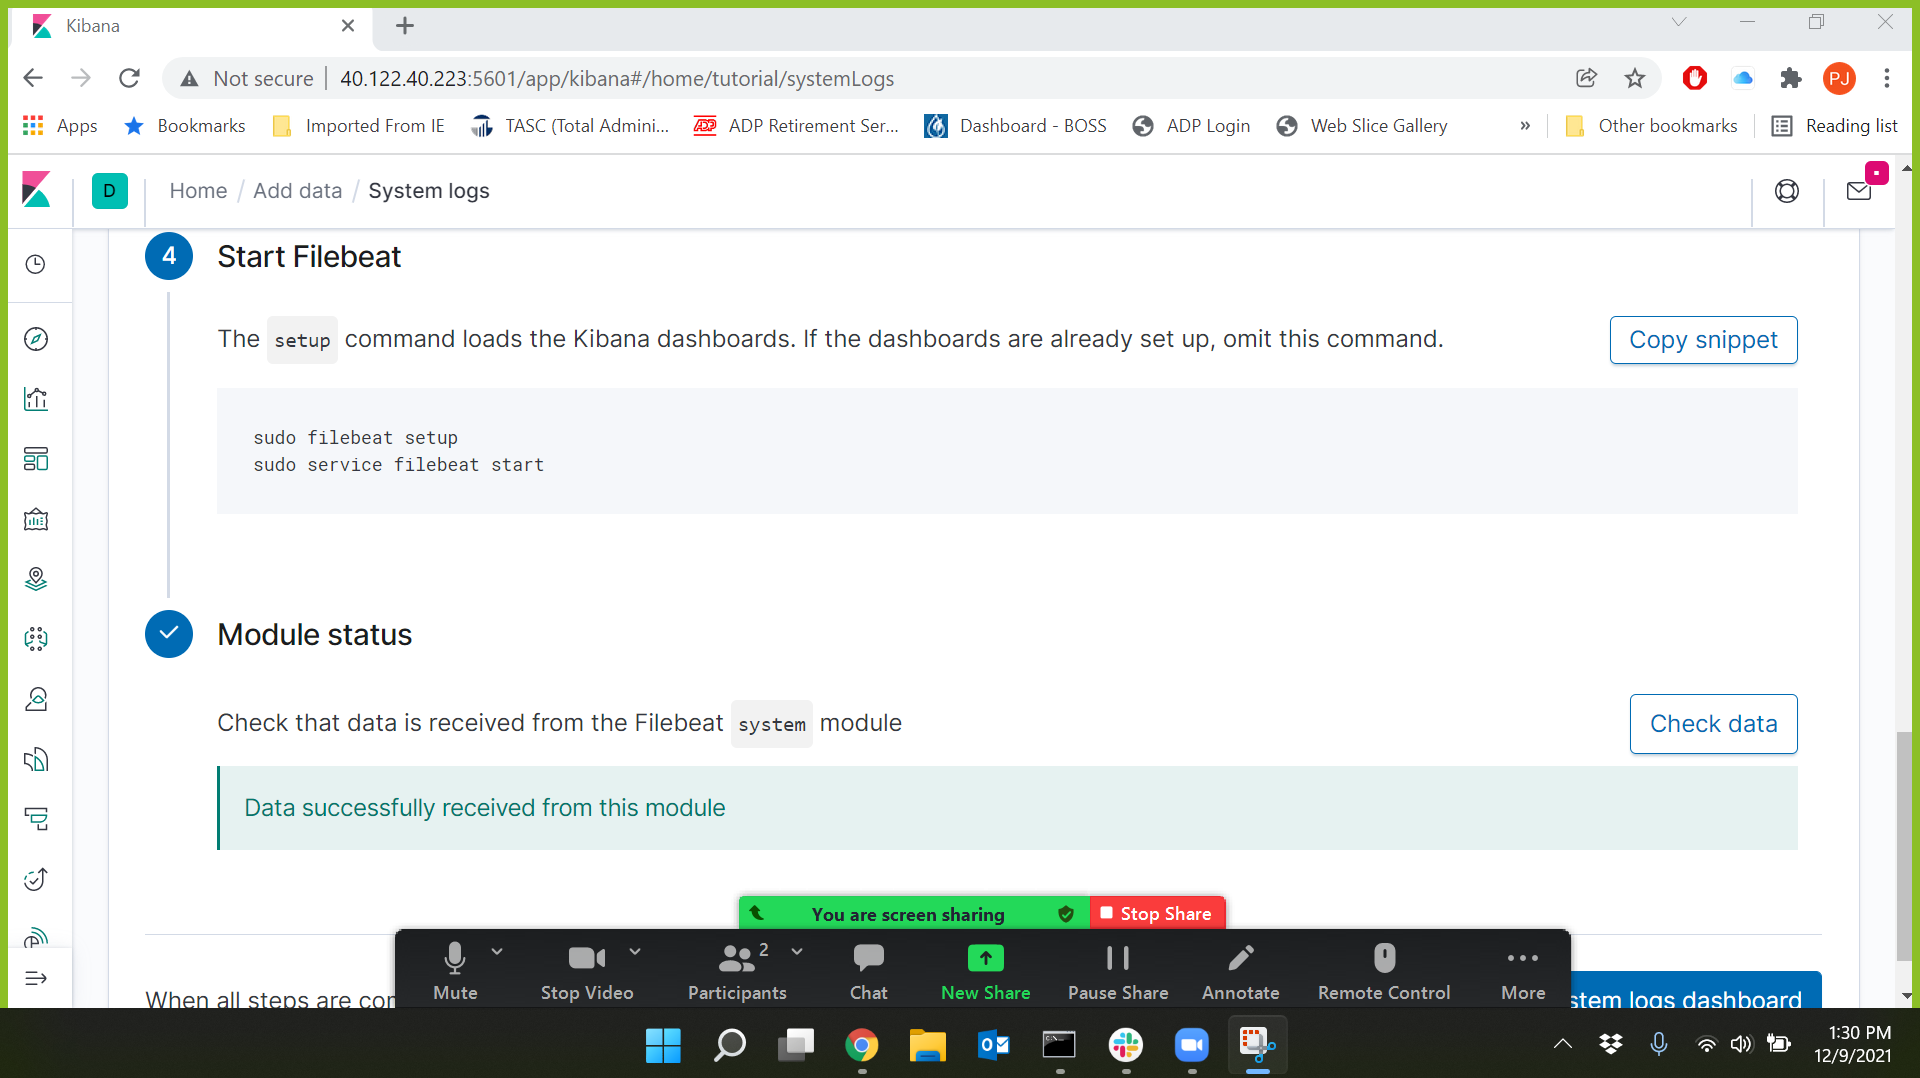 Kibana
Not secure
40.122.40.223:5601/app/kibana#/home/tutorial/systemLogs
PJ
Apps
Bookmarks
Imported From IE
TASC (Total Admini...
ADP Retirement Ser...
Dashboard - BOSS
ADP Login
Web Slice Gallery
»
Other bookmarks
Reading list
D
Home / Add data / System logs
4
Start Filebeat
The setup command loads the Kibana dashboards. If the dashboards are already set up, omit this command.
Copy snippet
sudo filebeat setup
sudo service filebeat start
Module status
Check that data is received from the Filebeat system module
Check data
Data successfully received from this module
You are screen sharing
Stop Share
2
Mute
Stop Video
Participants
Chat
New Share
Pause Share
Annotate
Remote Control
More
When all steps are
logs dashboard
1:30 PM
12/9/2021